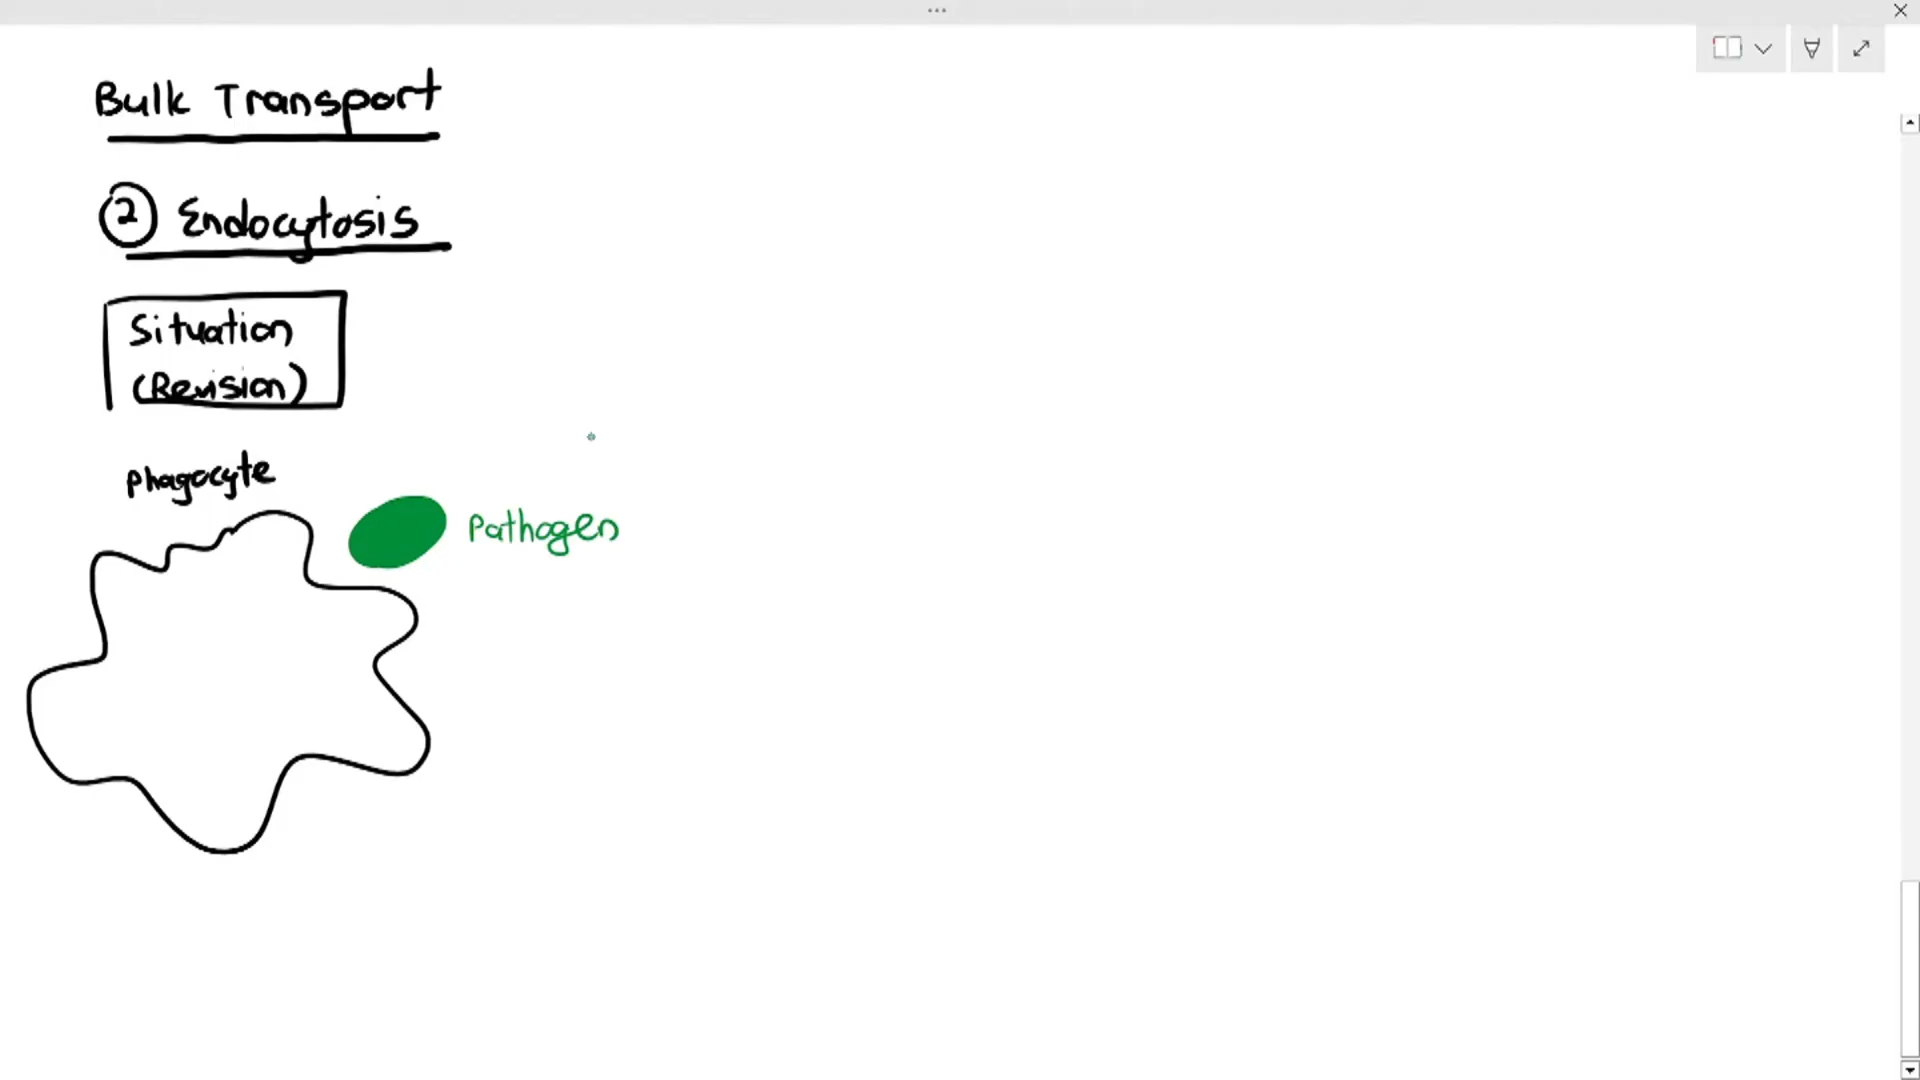 Bulk Transport
2 Endocytosis
Situation
(Revision)
Phagocyte
Pathogen